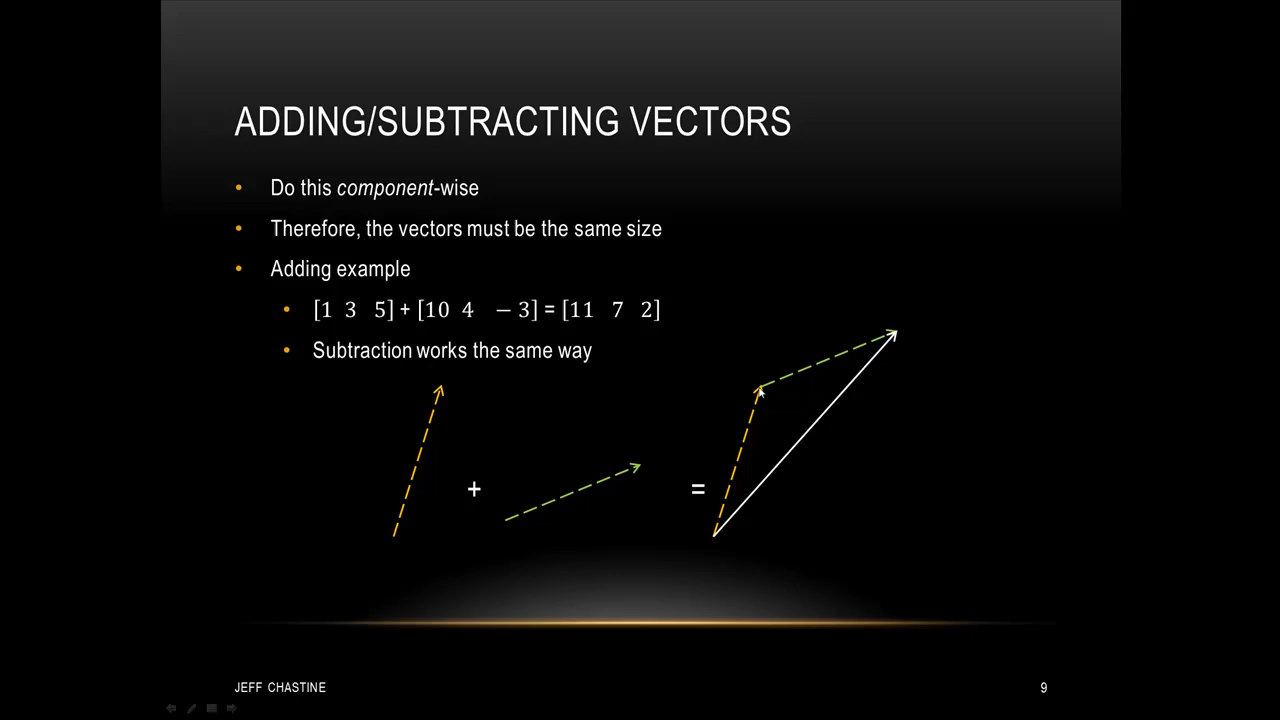 ADDING/SUBTRACTING VECTORS
• Do this component-wise
• Therefore, the vectors must be the same size
• Adding example
• [1 3 5] + [10 4 − 3] = [11 7 2]
• Subtraction works the same way
+ =
JEFF CHASTINE 9